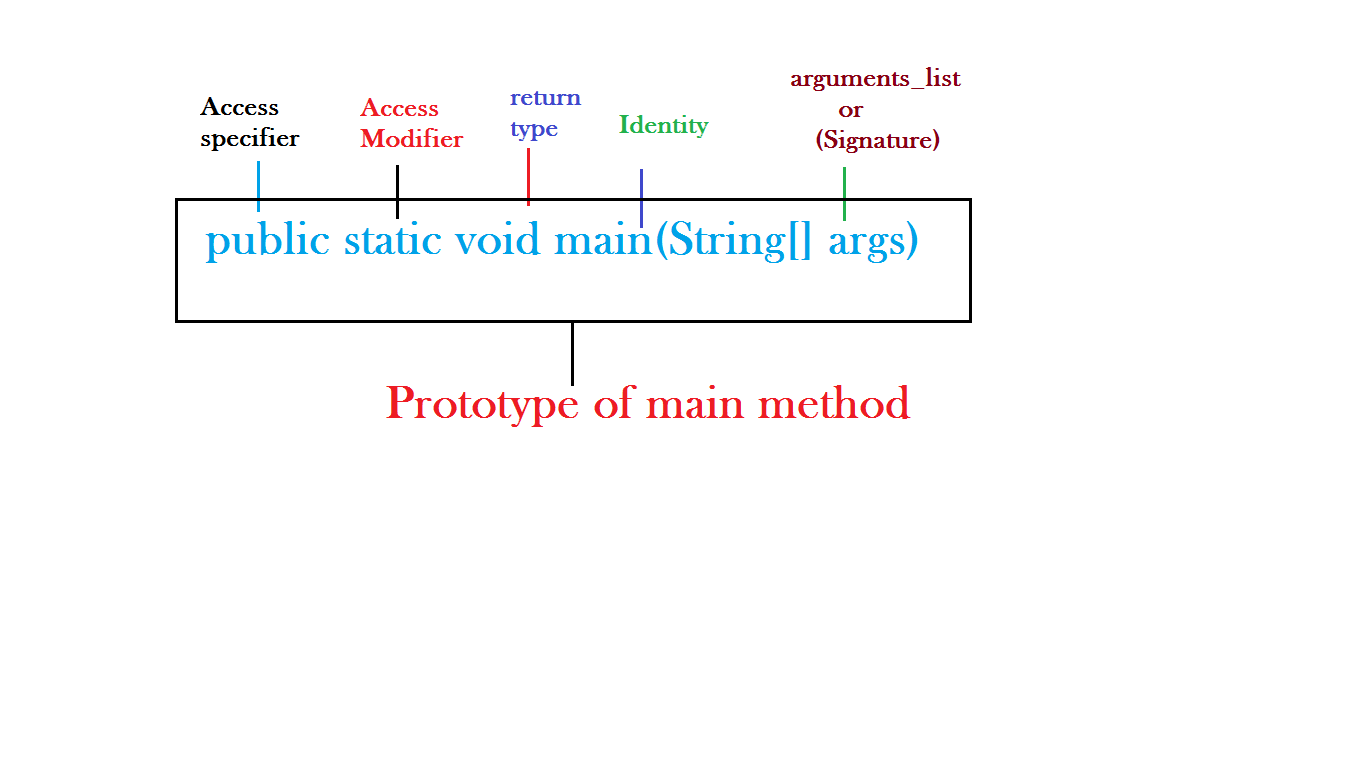 Access
specifier
Access
Modifier
return
type
Identity
arguments_list
or
(Signature)
public static void main(String[] args)
Prototype of main method